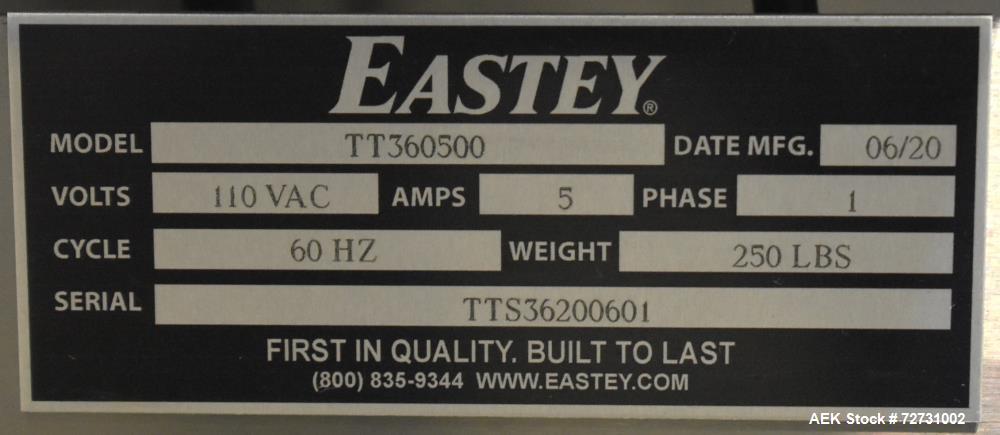 EASTEY®
MODEL TT360500 DATE MFG. 06/20
VOLTS 110 VAC AMPS 5 PHASE 1
CYCLE 60 HZ WEIGHT 250 LBS
SERIAL TTS36200601
FIRST IN QUALITY. BUILT TO LAST
(800) 835-9344 WWW.EASTEY.COM
AEK Stock # 72731002